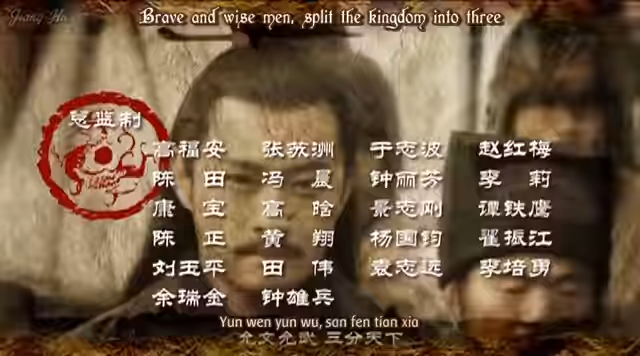 Jiang Hu
Brave and wise men, split the kingdom into three
总监制
高福安 张苏洲 于志波 赵红梅
陈 田 冯 晨 钟丽芳 李 莉
康 宝 高 晗 景志刚 谭铁鹰
陈 正 黄 翔 杨国钧 翟振江
刘玉平 田 伟 袁志远 李培勇
余瑞金 钟雄兵
Yun wen yun wu, san fen tian xia
允文允武 三分天下